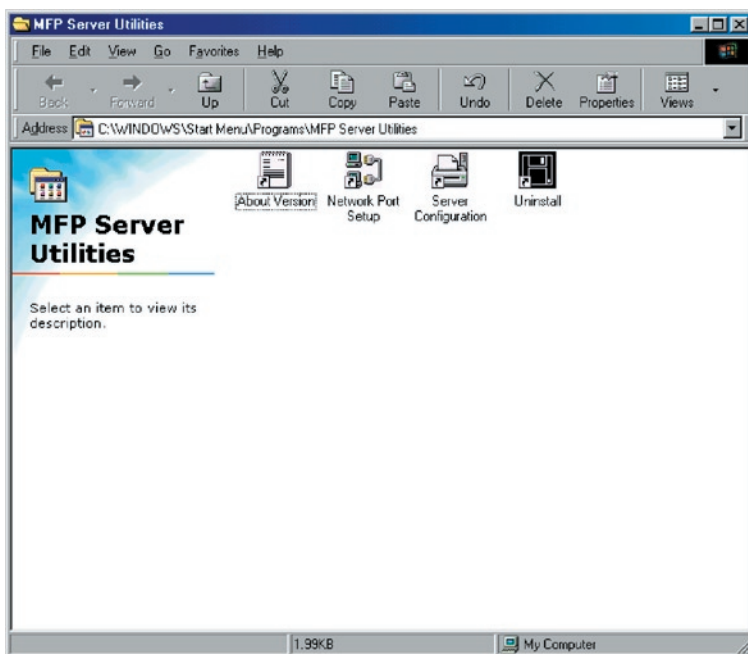 MFP Server Utilities
File Edit View Go Favorites Help
Back Forward Up Cut Copy Paste Undo Delete Properties Views
Address C:\WINDOWS\Start Menu\Programs\MFP Server Utilities
MFP Server
Utilities
Select an item to view its
description.
About Version Network Port Setup Server Configuration Uninstall
1.99KB My Computer